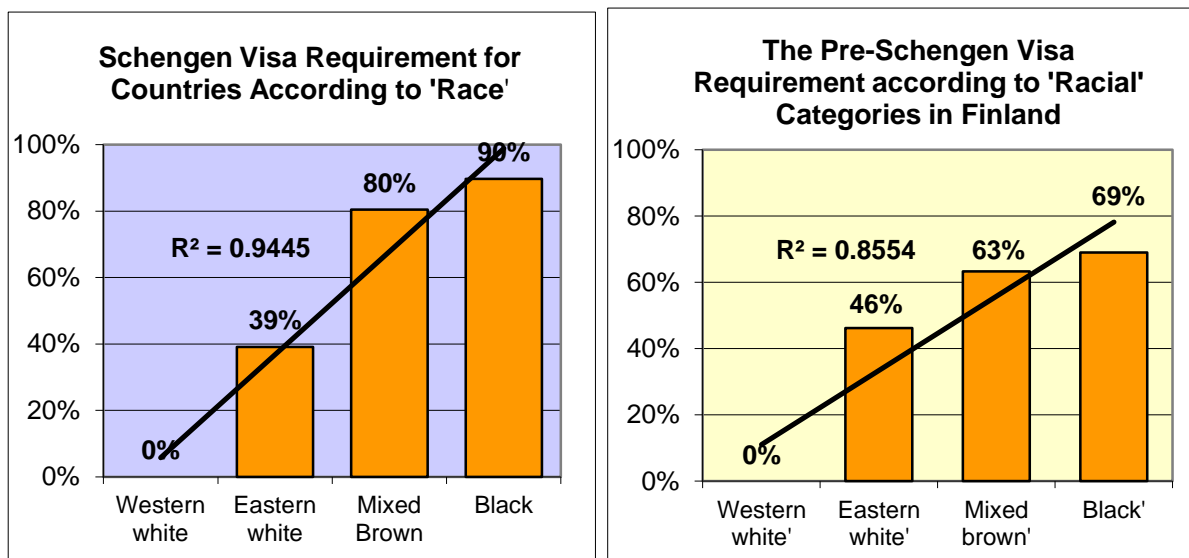 Schengen Visa Requirement for
Countries According to 'Race'
100%
80%
60%
40%
20%
0%
R² = 0.9445
0%
39%
80%
90%
Western
white
Eastern
white
Mixed
Brown
Black
The Pre-Schengen Visa
Requirement according to 'Racial'
Categories in Finland
100%
80%
60%
40%
20%
0%
R² = 0.8554
0%
46%
63%
69%
Western
white'
Eastern
white'
Mixed
brown'
Black'